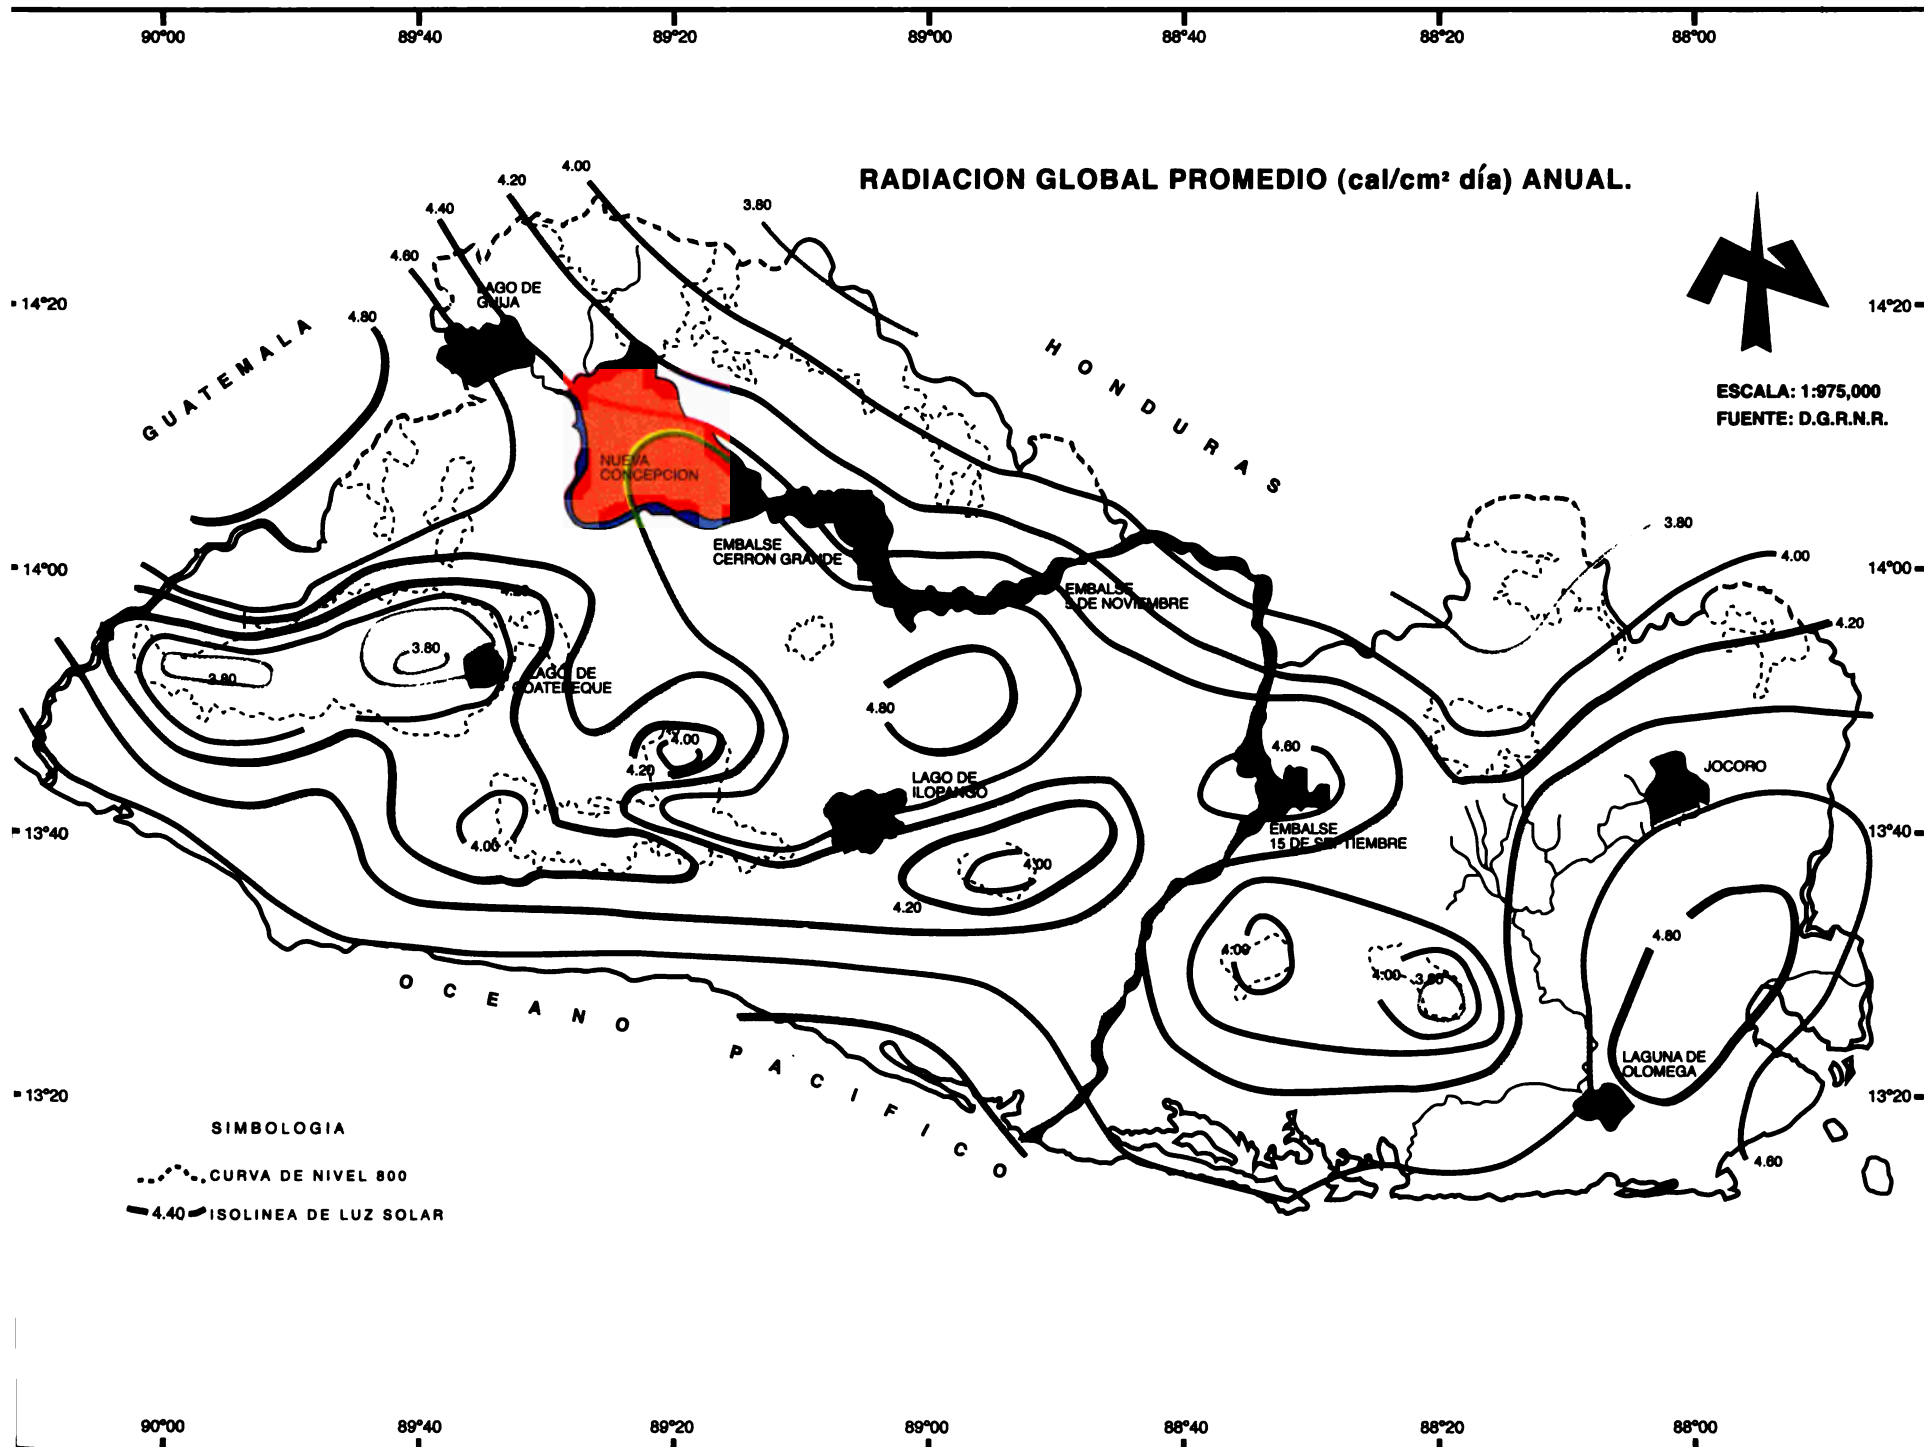 90°00 89°40 89°20 89°00 88°40 88°20 88°00
RADIACION GLOBAL PROMEDIO (cal/cm² día) ANUAL.
4.00
4.20
4.40
3.80
4.60
LAGO DE
GUIJA
14°20
14°20
4.80
GUATEMALA
HONDURAS
ESCALA: 1:975,000
FUENTE: D.G.R.N.R.
NUEVA
CONCEPCION
3.80
EMBALSE
CERRON GRANDE
4.00
14°00
14°00
EMBALSE
5 DE NOVIEMBRE
4.20
3.80
3.80
LAGO DE
COATEPEQUE
4.80
4.00
4.20
4.60
LAGO DE
ILOPANGO
JOCORO
13°40
13°40
EMBALSE
15 DE SEPTIEMBRE
4.00
4.00
4.20
4.80
4.00
4.00
3.80
OCEANO PACIFICO
LAGUNA DE
OLOMEGA
13°20
13°20
4.60
SIMBOLOGIA
CURVA DE NIVEL 800
4.40 ISOLINEA DE LUZ SOLAR
90°00 89°40 89°20 89°00 88°40 88°20 88°00